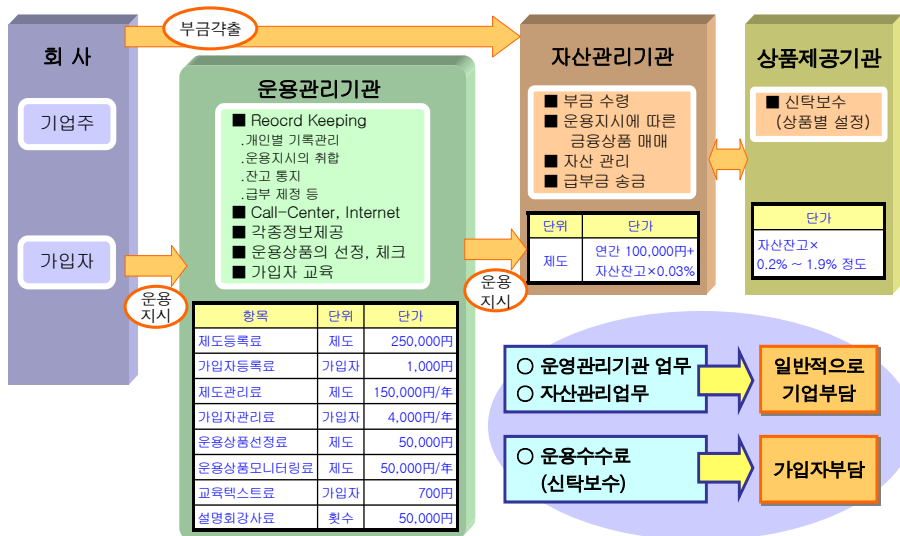 부금갹출
회 사
기업주
가입자
운용
지시
운용관리기관
■ Reocrd Keeping
.개인별 기록관리
.운용지시의 취합
.잔고 통지
.급부 제정 등
■ Call-Center, Internet
■ 각종정보제공
■ 운용상품의 선정, 체크
■ 가입자 교육
항목 단위 단가
제도등록료 제도 250,000円
가입자등록료 가입자 1,000円
제도관리료 제도 150,000円/年
가입자관리료 가입자 4,000円/年
운용상품선정료 제도 50,000円
운용상품모니터링료 제도 50,000円/年
교육텍스트료 가입자 700円
설명회강사료 횟수 50,000円
운용
지시
자산관리기관
■ 부금 수령
■ 운용지시에 따른
금융상품 매매
■ 자산 관리
■ 급부금 송금
단위 단가
제도 연간 100,000円+
자산잔고×0.03%
상품제공기관
■ 신탁보수
(상품별 설정)
단가
자산잔고×
0.2% ~ 1.9% 정도
○ 운영관리기관 업무
○ 자산관리업무
일반적으로
기업부담
○ 운용수수료
(신탁보수)
가입자부담